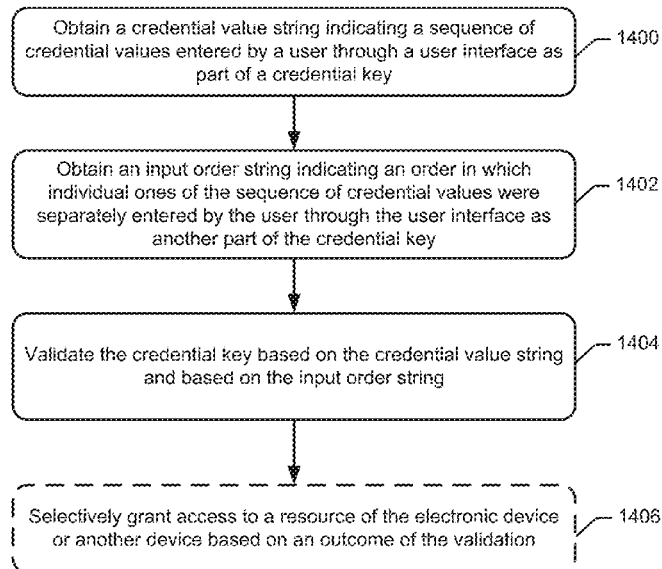 Obtain a credential value string indicating a sequence of
credential values entered by a user through a user interface as
part of a credential key
1400
Obtain an input order string indicating an order in which
individual ones of the sequence of credential values were
separately entered by the user through the user interface as
another part of the credential key
1402
Validate the credential key based on the credential value string
and based on the input order string
1404
Selectively grant access to a resource of the electronic device
or another device based on an outcome of the validation
1406